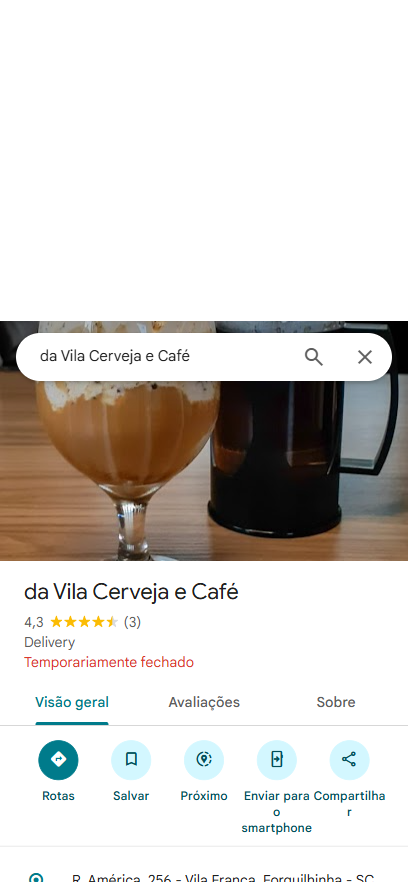 da Vila Cerveja e Café
da Vila Cerveja e Café
4,3 (3)
Delivery
Temporariamente fechado
Visão geral Avaliações Sobre
Rotas Salvar Próximo Enviar para o smartphone Compartilhar
R. América, 256 - Vila Franca, Forquilhinha - SC,